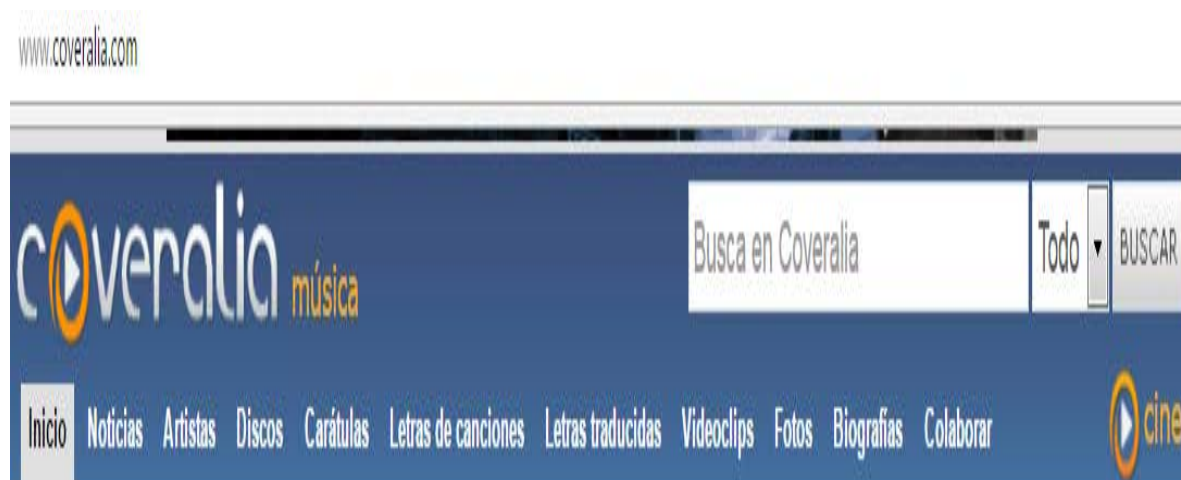 www.coveralia.com
coveralia música
Busca en Coveralia Todo BUSCAR
Inicio Noticias Artistas Discos Carátulas Letras de canciones Letras traducidas Videoclips Fotos Biografías Colaborar cine